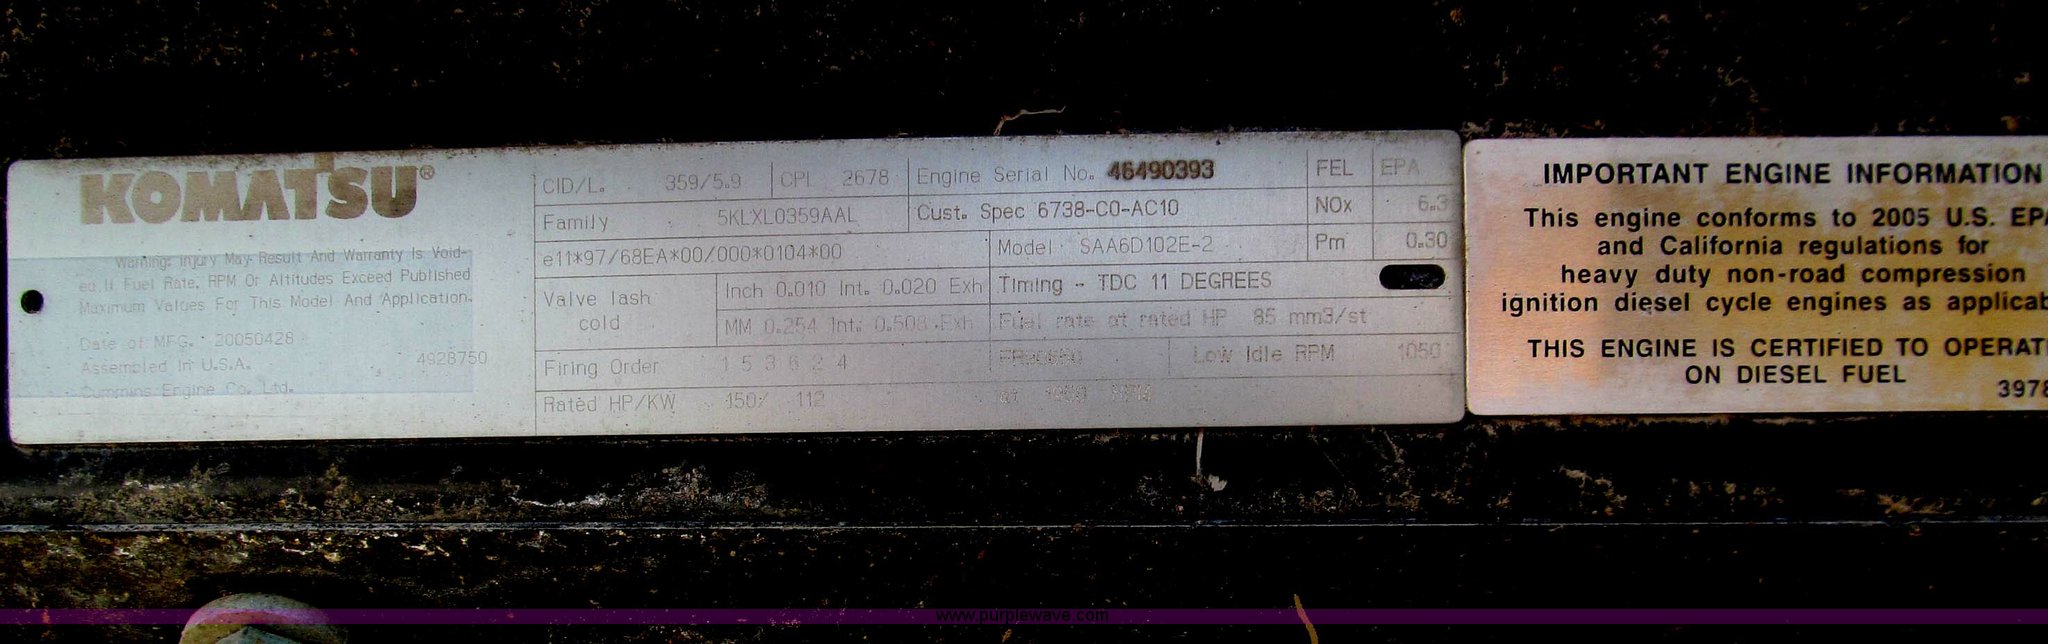 KOMATSU®
Warning: Injury May Result And Warranty Is Void-
ed If Fuel Rate, RPM Or Altitudes Exceed Published
Maximum Values For This Model And Application.
Date of MFG. 20050428
Assembled In U.S.A. 4928750
Cummins Engine Co. Ltd.
CID/L. 359/5.9 CPL 2678
Family 5KLXL0359AAL
e11*97/68EA*00/000*0104*00
Valve lash cold
Inch 0.010 Int. 0.020 Exh
MM 0.254 Int. 0.508 Exh
Firing Order 1 5 3 6 2 4
Rated HP/KW 150/ 112 at RPM
Engine Serial No. 46490393
Cust. Spec 6738-C0-AC10
Model SAA6D102E-2
Timing - TDC 11 DEGREES
Fuel rate at rated HP 85 mm3/st
Low Idle RPM 1050
FEL EPA
NOx 6.3
Pm 0.30
IMPORTANT ENGINE INFORMATION
This engine conforms to 2005 U.S. EPA
and California regulations for
heavy duty non-road compression
ignition diesel cycle engines as applicab
THIS ENGINE IS CERTIFIED TO OPERAT
ON DIESEL FUEL
3978
www.purplewave.com